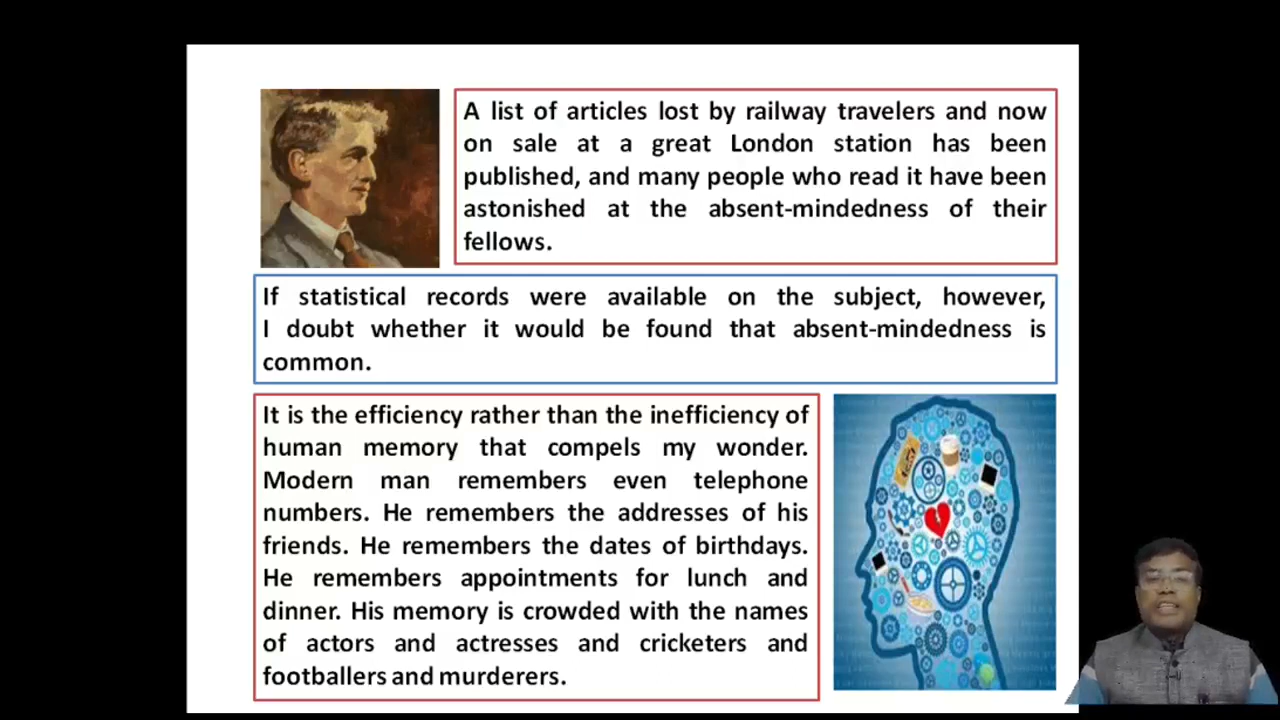 A list of articles lost by railway travelers and now
on sale at a great London station has been
published, and many people who read it have been
astonished at the absent-mindedness of their
fellows.
If statistical records were available on the subject, however,
I doubt whether it would be found that absent-mindedness is
common.
It is the efficiency rather than the inefficiency of
human memory that compels my wonder.
Modern man remembers even telephone
numbers. He remembers the addresses of his
friends. He remembers the dates of birthdays.
He remembers appointments for lunch and
dinner. His memory is crowded with the names
of actors and actresses and cricketers and
footballers and murderers.